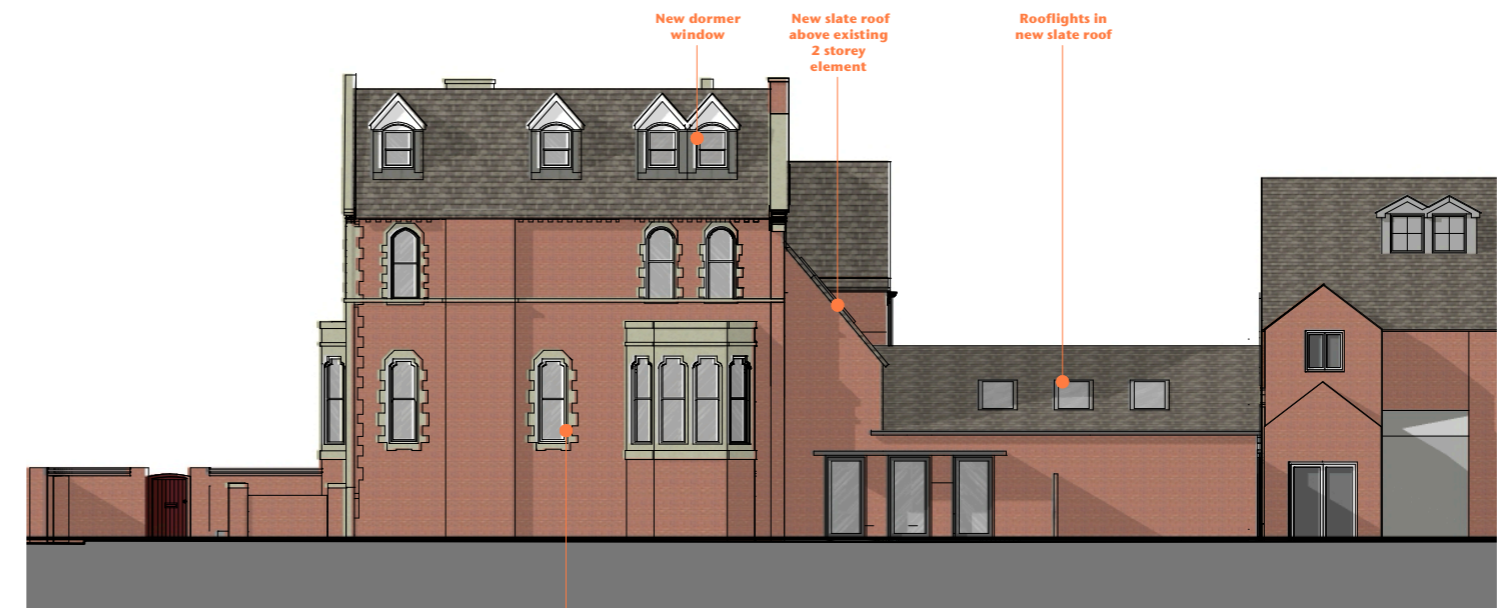 New dormer
window
New slate roof
above existing
2 storey
element
Rooflights in
new slate roof